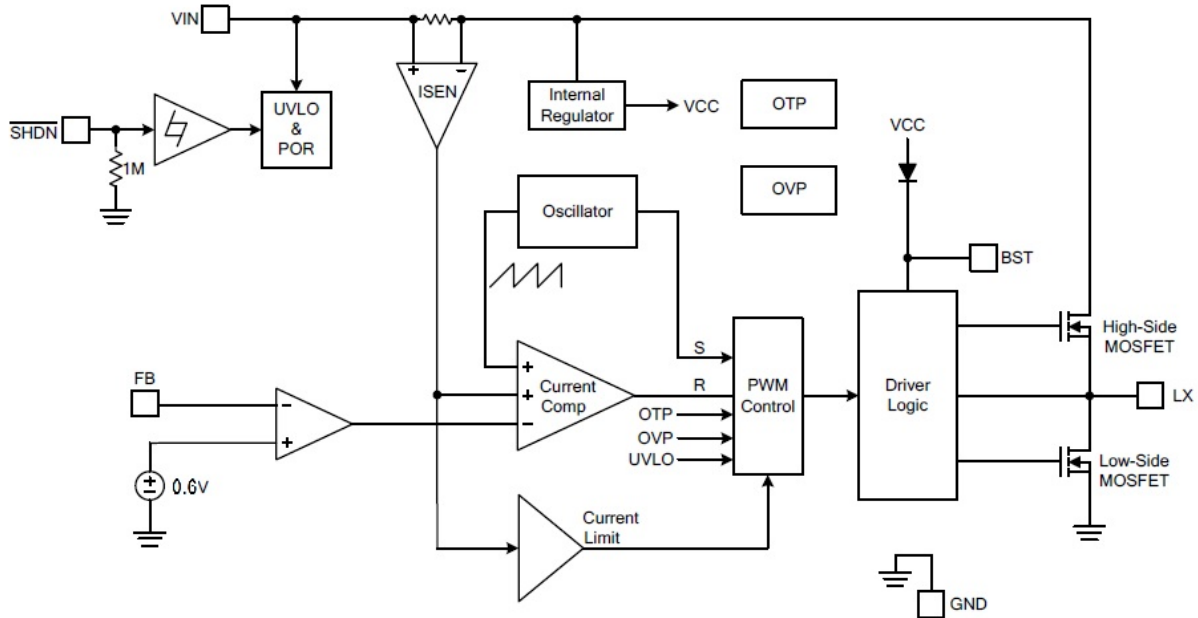 VIN
SHDN
1M
UVLO
&
POR
+ -
ISEN
Internal
Regulator
VCC
OTP
OVP
VCC
Oscillator
BST
FB
-
+
0.6V
+
+
-
Current
Comp
S
R
OTP
OVP
UVLO
PWM
Control
Current
Limit
Driver
Logic
High-Side
MOSFET
LX
Low-Side
MOSFET
GND